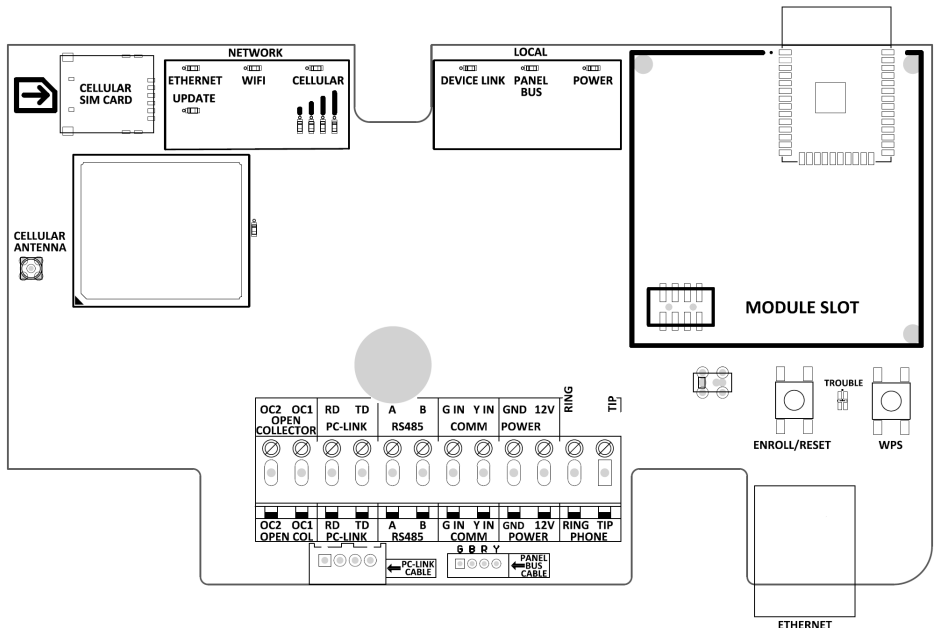 NETWORK
LOCAL
CELLULAR
SIM CARD
ETHERNET WIFI CELLULAR
UPDATE
DEVICE LINK PANEL
BUS
POWER
CELLULAR
ANTENNA
MODULE SLOT
TROUBLE
ENROLL/RESET
WPS
RING
TIP
OC2 OC1 RD TD A B G IN Y IN GND 12V
OPEN
COLLECTOR PC-LINK RS485 COMM POWER
OC2 OC1 RD TD A B G IN Y IN GND 12V RING TIP
OPEN COL PC-LINK RS485 COMM POWER PHONE
G B R Y
PC-LINK
CABLE
PANEL
BUS
CABLE
ETHERNET